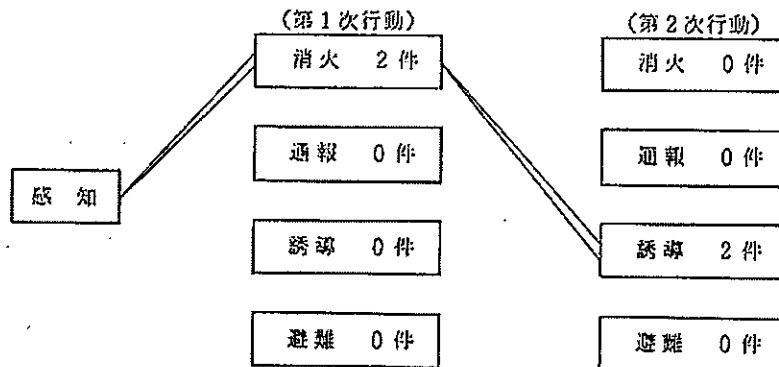 (第1次行動)
(第2次行動)
消火 2件
消火 0件
通報 0件
通報 0件
感知
誘導 0件
誘導 2件
避難 0件
避難 0件